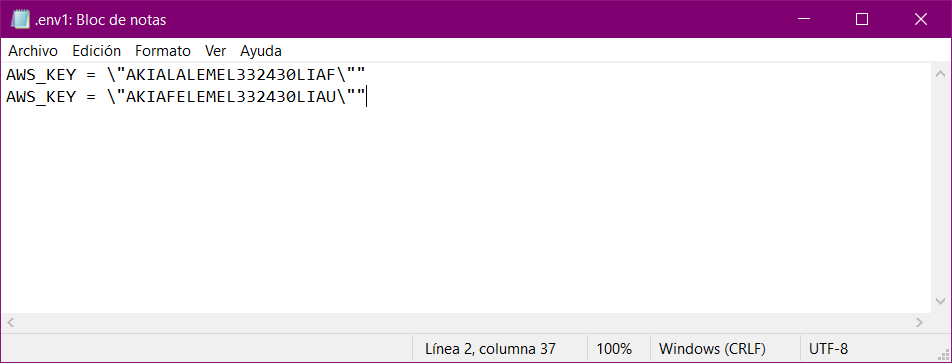 .env1: Bloc de notas
Archivo Edición Formato Ver Ayuda
AWS_KEY = \"AKIALALEMEL332430LIAF\""
AWS_KEY = \"AKIAFELEMEL332430LIAU\""
Línea 2, columna 37 100% Windows (CRLF) UTF-8